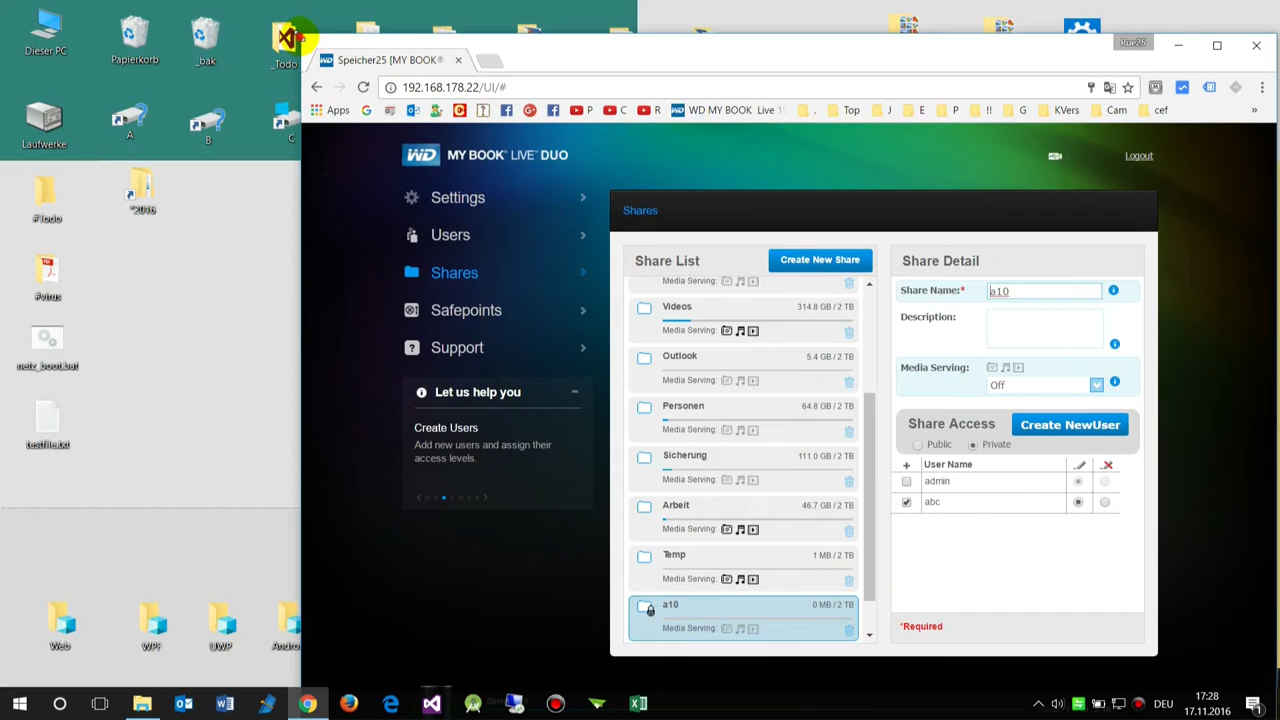 Dieser PC
Papierkorb
_bak
_Todo
Laufwerke
A
B
C
#Todo
*2016
#virus
netz_boot.bat
testfile.txt
Web
WPF
UWP
Andro
Rue25
WD Speicher25 [MY BOOK®
192.168.178.22/UI/#
Apps
P
C
R
WD MY BOOK Live
.
Top
J
E
P
!!
G
KVers
Cam
cef
»
WD MY BOOK® LIVE™ DUO
Logout
Settings
Users
Shares
Safepoints
Support
Let us help you
Create Users
Add new users and assign their
access levels.
Shares
Share List
Create New Share
Media Serving:
Videos 314.8 GB / 2 TB
Media Serving:
Outlook 5.4 GB / 2 TB
Media Serving:
Personen 64.8 GB / 2 TB
Media Serving:
Sicherung 111.0 GB / 2 TB
Media Serving:
Arbeit 46.7 GB / 2 TB
Media Serving:
Temp 1 MB / 2 TB
Media Serving:
a10 0 MB / 2 TB
Media Serving:
Share Detail
Share Name:* a10
Description:
Media Serving:
Off
Share Access Create NewUser
Public Private
User Name
admin
abc
*Required
DEU
17:28
17.11.2016